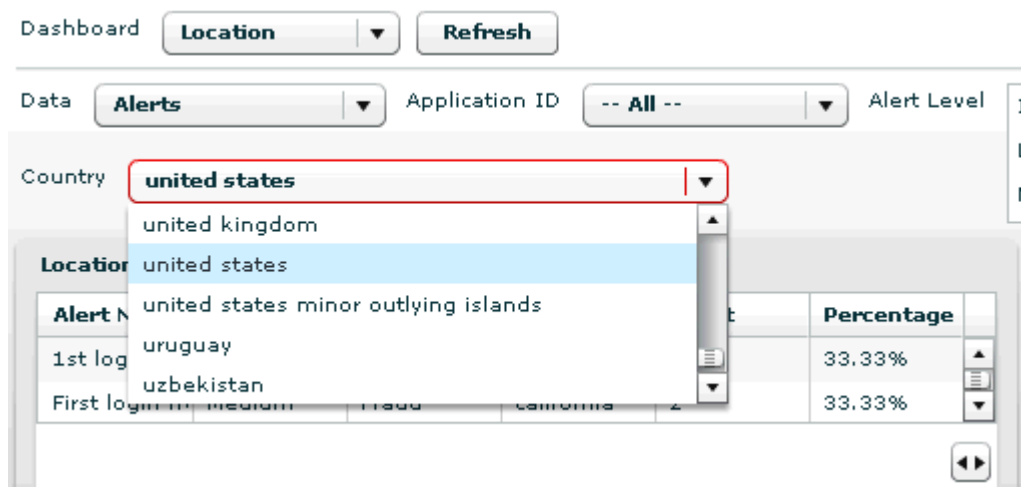 Dashboard Location Refresh
Data Alerts Application ID -- All -- Alert Level
Country united states
united kingdom
united states
united states minor outlying islands
uruguay
uzbekistan
Location
Alert Percentage
1st log 33.33%
First login Medium Fraud California 2 33.33%